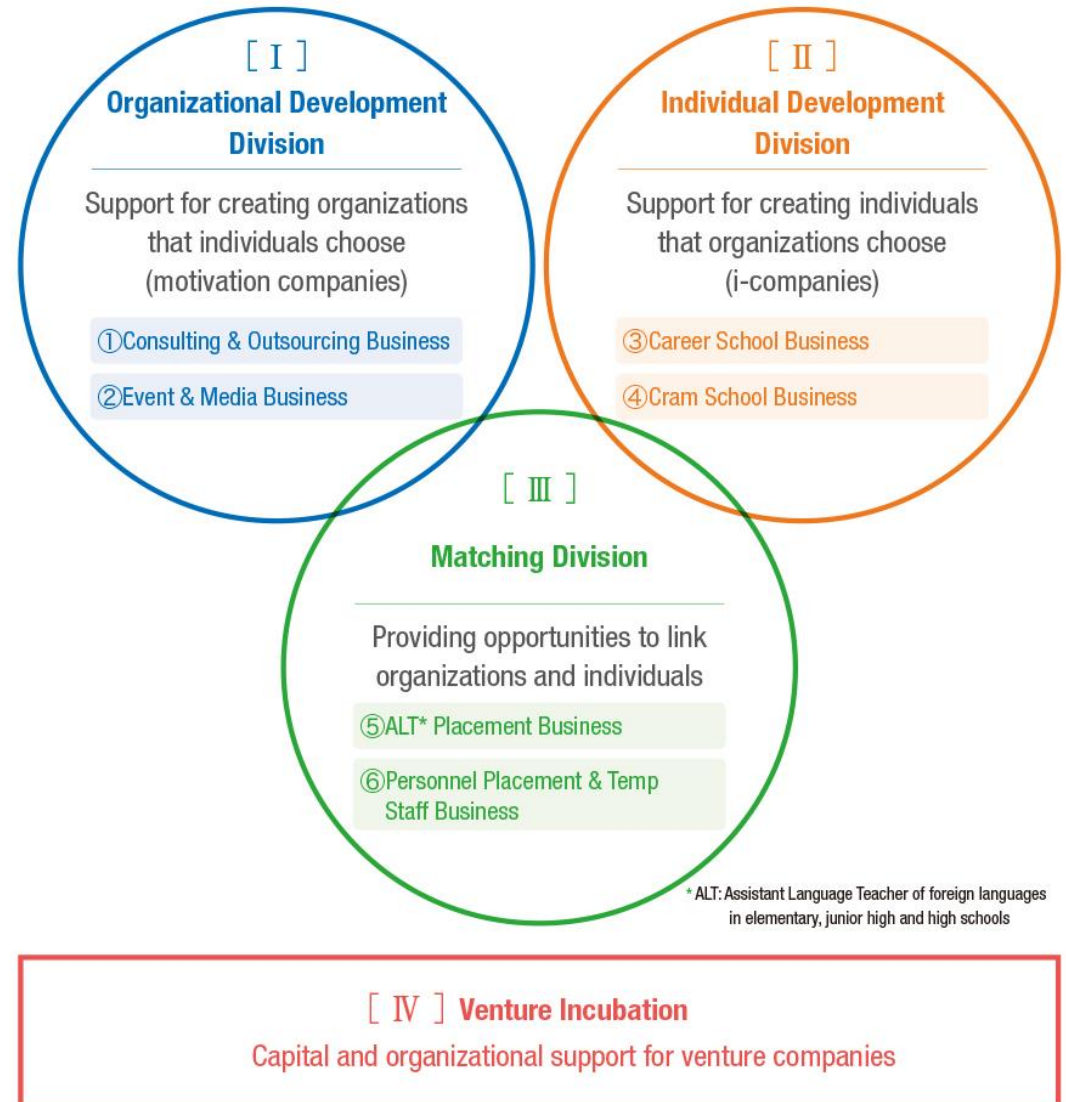 [ Ⅰ ]
Organizational Development
Division
Support for creating organizations
that individuals choose
(motivation companies)
①Consulting & Outsourcing Business
②Event & Media Business
[ Ⅱ ]
Individual Development
Division
Support for creating individuals
that organizations choose
(i-companies)
③Career School Business
④Cram School Business
[ Ⅲ ]
Matching Division
Providing opportunities to link
organizations and individuals
⑤ALT* Placement Business
⑥Personnel Placement & Temp
Staff Business
* ALT: Assistant Language Teacher of foreign languages
in elementary, junior high and high schools
[ Ⅳ ] Venture Incubation
Capital and organizational support for venture companies